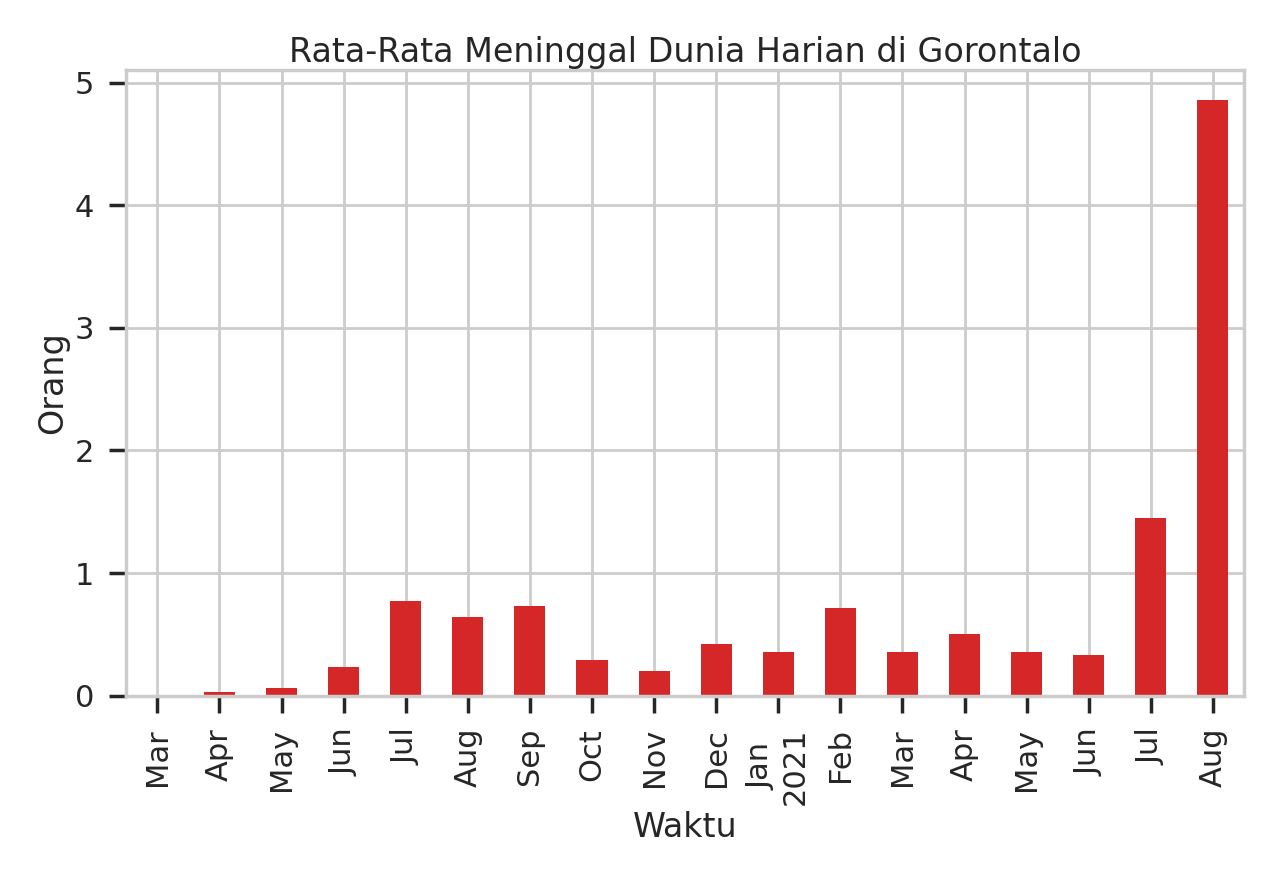 Rata-Rata Meninggal Dunia Harian di Gorontalo
5
4
3
2
1
0
Orang
Mar
Apr
May
Jun
Jul
Aug
Sep
Oct
Nov
Dec
Jan
2021
Feb
Mar
Apr
May
Jun
Jul
Aug
Waktu